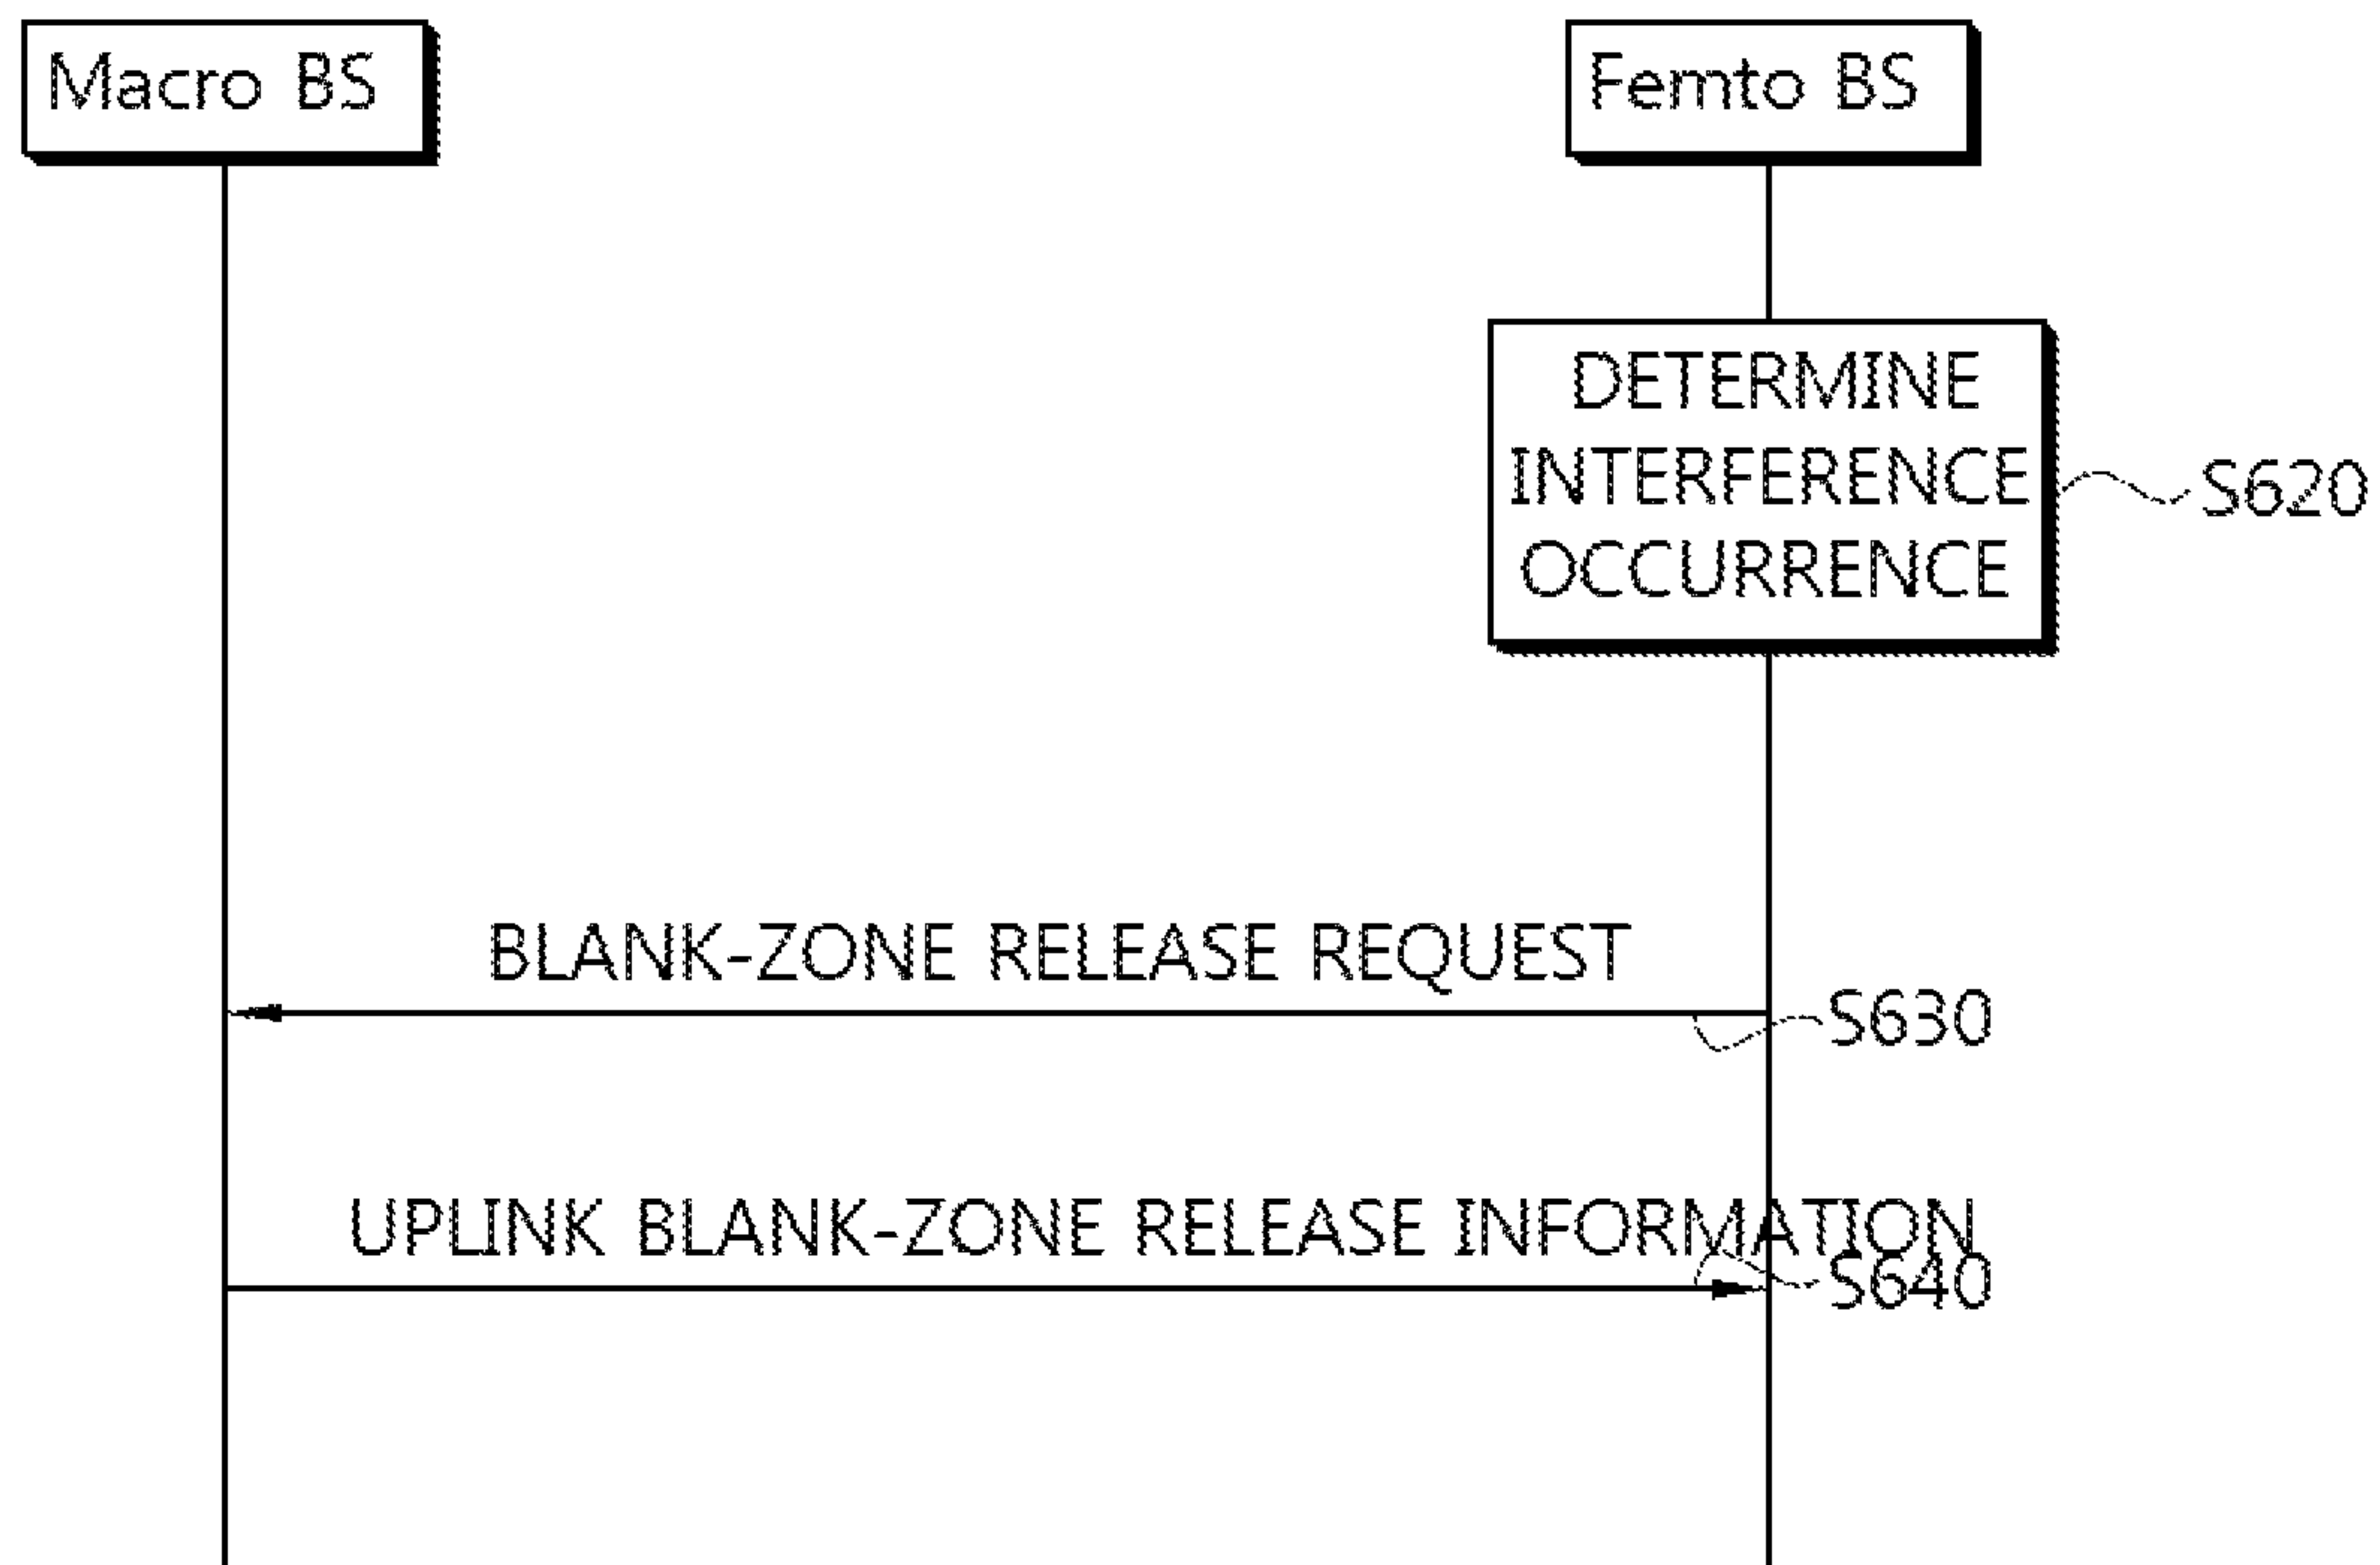 Macro BS
Femto BS
DETERMINE
INTERFERENCE
OCCURRENCE
S620
BLANK-ZONE RELEASE REQUEST
S630
UPLINK BLANK-ZONE RELEASE INFORMATION
S640